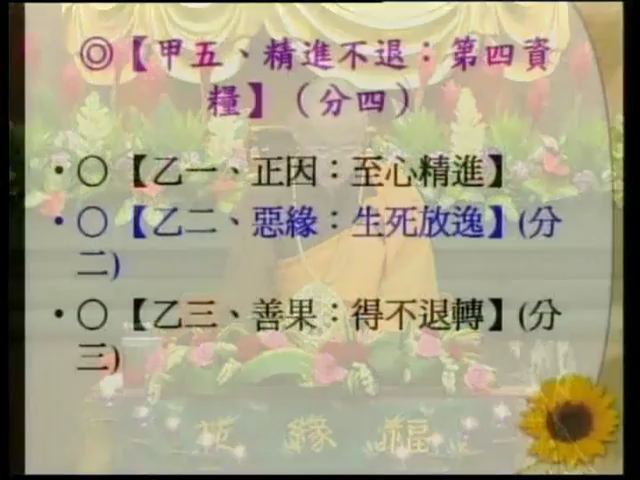 ◎【甲五、精進不退：第四資
糧】（分四）
・○【乙一、正因：至心精進】
・○【乙二、惡緣：生死放逸】(分
二)
・○【乙三、善果：得不退轉】(分
三)
緣 福